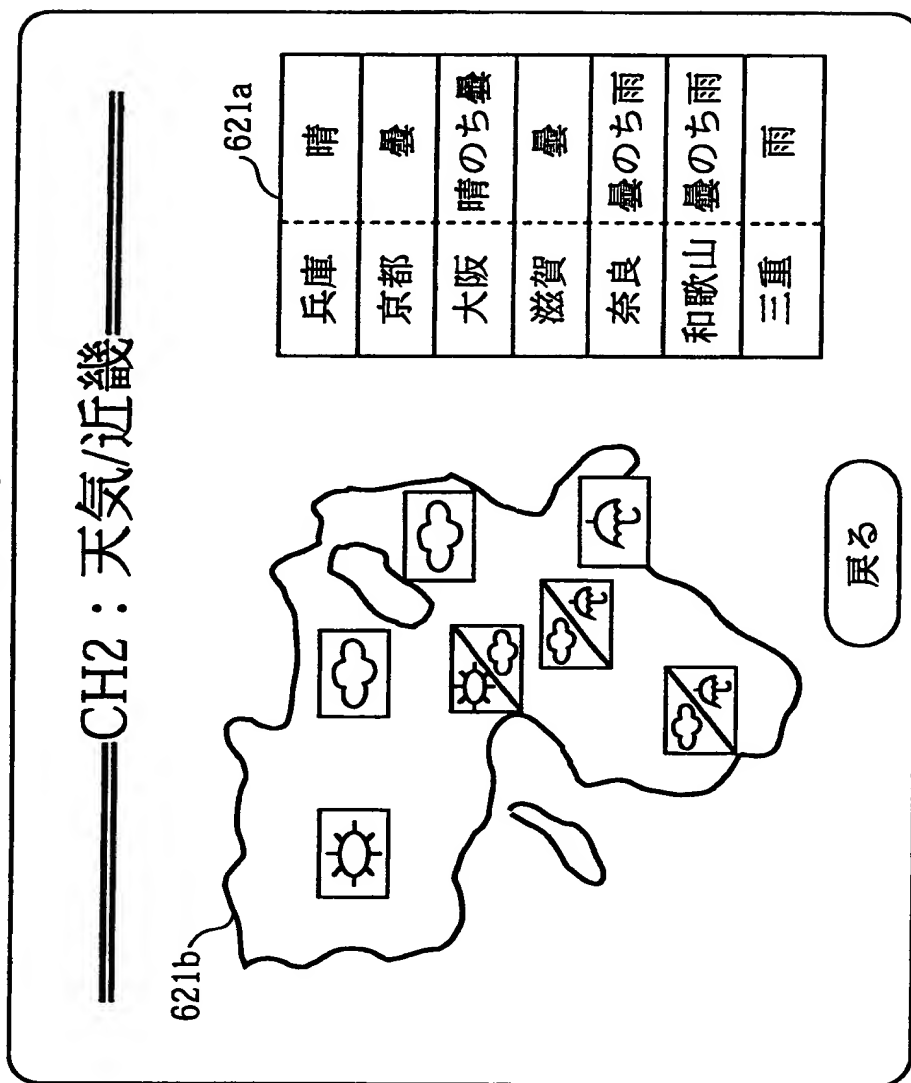 CH2：天気/近畿
621a
兵庫 晴
京都 曇
大阪 晴のち曇
滋賀 曇
奈良 曇のち雨
和歌山 曇のち雨
三重 雨
621b
戻る